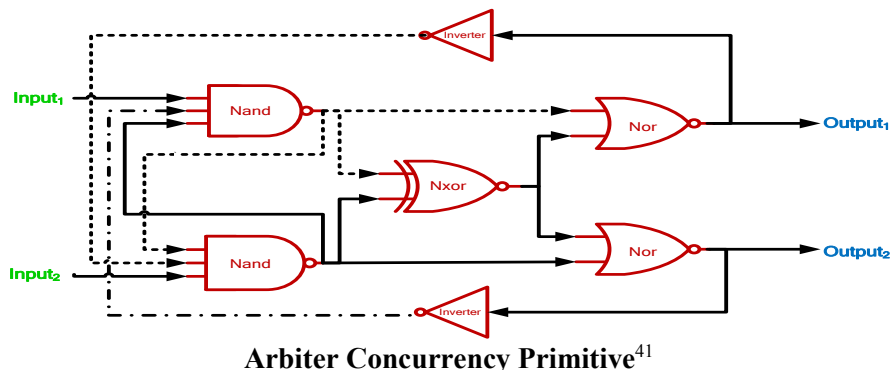 Inverter
Input₁
Nand
Nor
Output₁
Nxor
Nand
Nor
Input₂
Output₂
Inverter
Arbiter Concurrency Primitive⁴¹